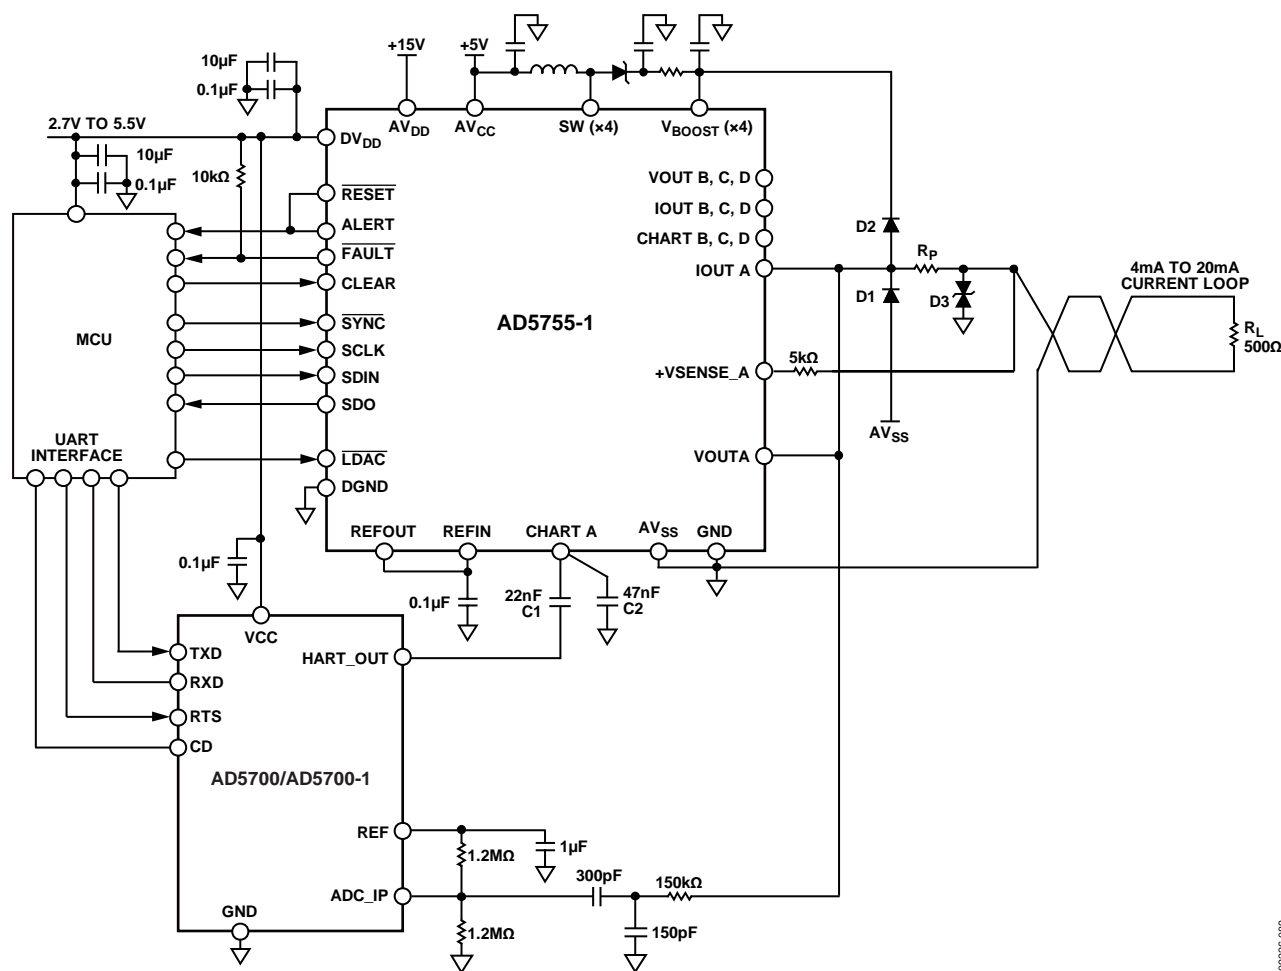 +15V
+5V
10µF
0.1µF
2.7V TO 5.5V
10µF
0.1µF
10kΩ
AVDD
AVCC
SW (×4)
VBOOST (×4)
DVDD
RESET
ALERT
FAULT
CLEAR
SYNC
SCLK
SDIN
SDO
LDAC
DGND
VOUT B, C, D
IOUT B, C, D
CHART B, C, D
IOUT A
+VSENSE_A
VOUTA
AD5755-1
MCU
UART
INTERFACE
D2
D1
RP
D3
4mA TO 20mA
CURRENT LOOP
RL
500Ω
5kΩ
AVSS
REFOUT
REFIN
CHART A
AVSS
GND
0.1µF
0.1µF
22nF
C1
47nF
C2
VCC
TXD
RXD
RTS
CD
HART_OUT
AD5700/AD5700-1
REF
ADC_IP
GND
1.2MΩ
1µF
1.2MΩ
300pF
150kΩ
150pF